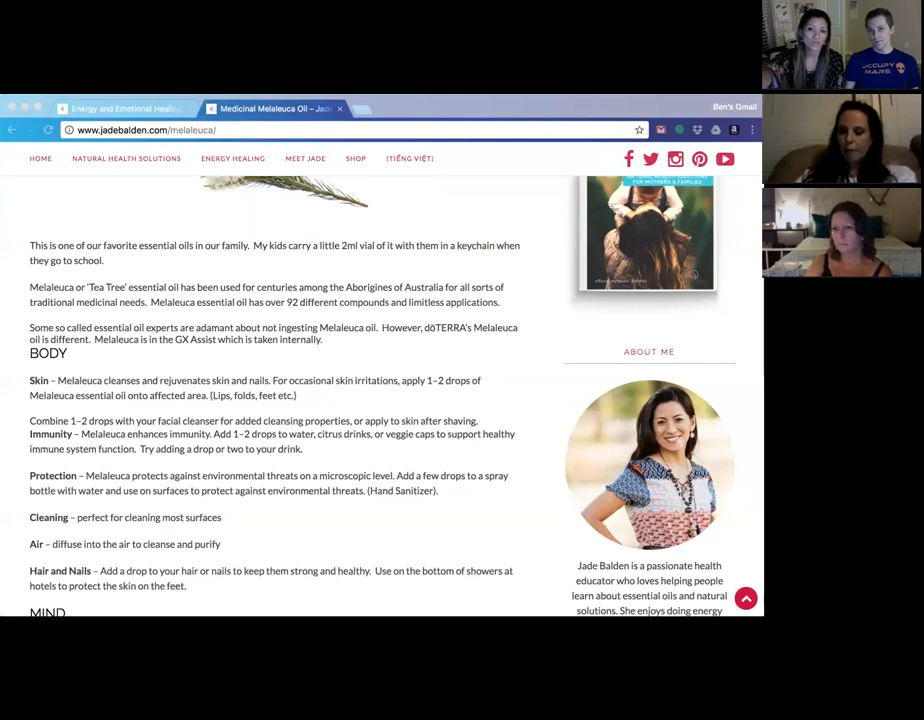 OCCUPY
MARS
Energy and Emotional Healing
Medicinal Melaleuca Oil – Jade
Ben's Gmail
www.jadebalden.com/melaleuca/
HOME
NATURAL HEALTH SOLUTIONS
ENERGY HEALING
MEET JADE
SHOP
(TIẾNG VIỆT)
FOR MOTHERS & FAMILIES
This is one of our favorite essential oils in our family. My kids carry a little 2ml vial of it with them in a keychain when
they go to school.
Melaleuca or 'Tea Tree' essential oil has been used for centuries among the Aborigines of Australia for all sorts of
traditional medicinal needs. Melaleuca essential oil has over 92 different compounds and limitless applications.
Some so called essential oil experts are adamant about not ingesting Melaleuca oil. However, dōTERRA's Melaleuca
oil is different. Melaleuca is in the GX Assist which is taken internally.
BODY
Skin – Melaleuca cleanses and rejuvenates skin and nails. For occasional skin irritations, apply 1–2 drops of
Melaleuca essential oil onto affected area. (Lips, folds, feet etc.)
Combine 1–2 drops with your facial cleanser for added cleansing properties, or apply to skin after shaving.
Immunity – Melaleuca enhances immunity. Add 1–2 drops to water, citrus drinks, or veggie caps to support healthy
immune system function. Try adding a drop or two to your drink.
Protection – Melaleuca protects against environmental threats on a microscopic level. Add a few drops to a spray
bottle with water and use on surfaces to protect against environmental threats. (Hand Sanitizer).
Cleaning – perfect for cleaning most surfaces
Air – diffuse into the air to cleanse and purify
Hair and Nails – Add a drop to your hair or nails to keep them strong and healthy. Use on the bottom of showers at
hotels to protect the skin on the feet.
MIND
ABOUT ME
Jade Balden is a passionate health
educator who loves helping people
learn about essential oils and natural
solutions. She enjoys doing energy